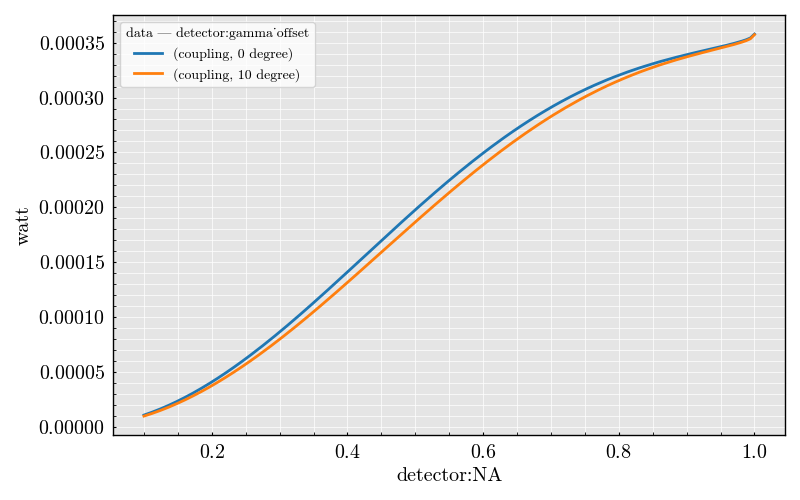 data — detector:gamma˙offset
(coupling, 0 degree)
(coupling, 10 degree)
watt
0.00035
0.00030
0.00025
0.00020
0.00015
0.00010
0.00005
0.00000
0.2 0.4 0.6 0.8 1.0
detector:NA